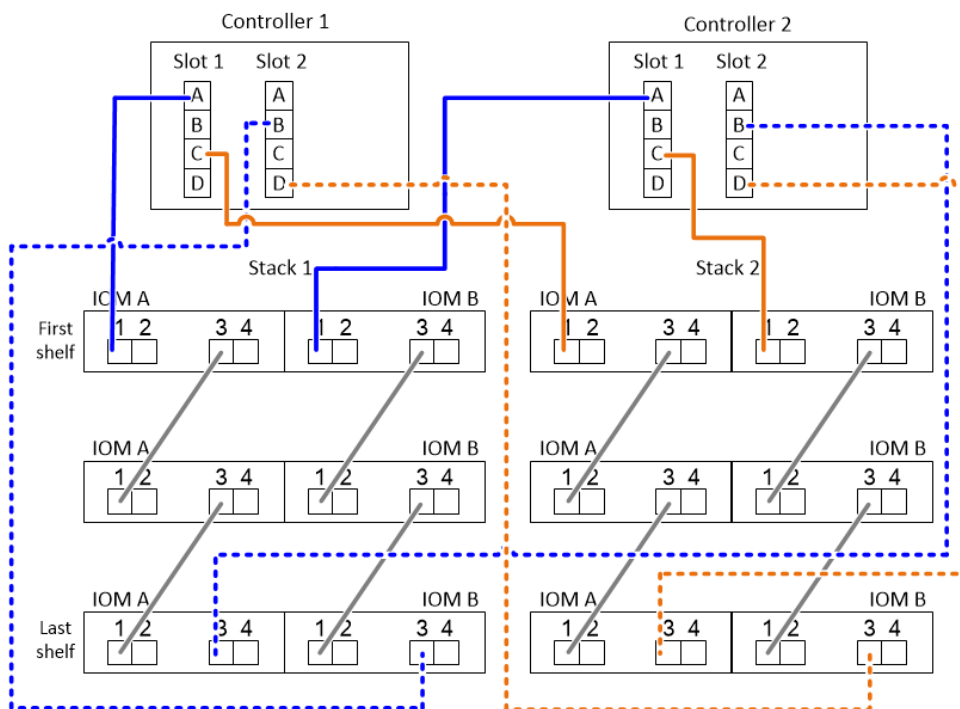 Controller 1
Controller 2
Slot 1 Slot 2
Slot 1 Slot 2
A A
A A
B B
B B
C C
C C
D D
D D
Stack 1
Stack 2
IOM A IOM B
IOM A IOM B
First shelf
1 2 3 4 1 2 3 4
1 2 3 4 1 2 3 4
IOM A IOM B
IOM A IOM B
1 2 3 4 1 2 3 4
1 2 3 4 1 2 3 4
IOM A IOM B
IOM A IOM B
Last shelf
1 2 3 4 1 2 3 4
1 2 3 4 1 2 3 4